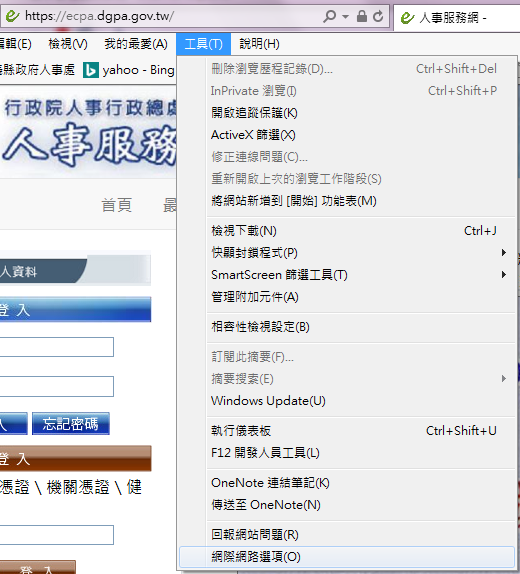 https://ecpa.dgpa.gov.tw/
人事服務網 -
編輯(E) 檢視(V) 我的最愛(A) 工具(T) 說明(H)
縣政府人事處 yahoo - Bing
刪除瀏覽歷程記錄(D)... Ctrl+Shift+Del
InPrivate 瀏覽(I) Ctrl+Shift+P
開啟追蹤保護(K)
ActiveX 篩選(X)
修正連線問題(C)...
重新開啟上次的瀏覽工作階段(S)
將網站新增到 [開始] 功能表(M)
檢視下載(N) Ctrl+J
快顯封鎖程式(P)
SmartScreen 篩選工具(T)
管理附加元件(A)
相容性檢視設定(B)
訂閱此摘要(F)...
摘要搜索(E)
Windows Update(U)
執行儀表板 Ctrl+Shift+U
F12 開發人員工具(L)
OneNote 連結筆記(K)
傳送至 OneNote(N)
回報網站問題(R)
網際網路選項(O)
行政院人事行政總處
人事服務
首頁 最
人資料
登 入
入 忘記密碼
登 入
憑證 \ 機關憑證 \ 健
登 入